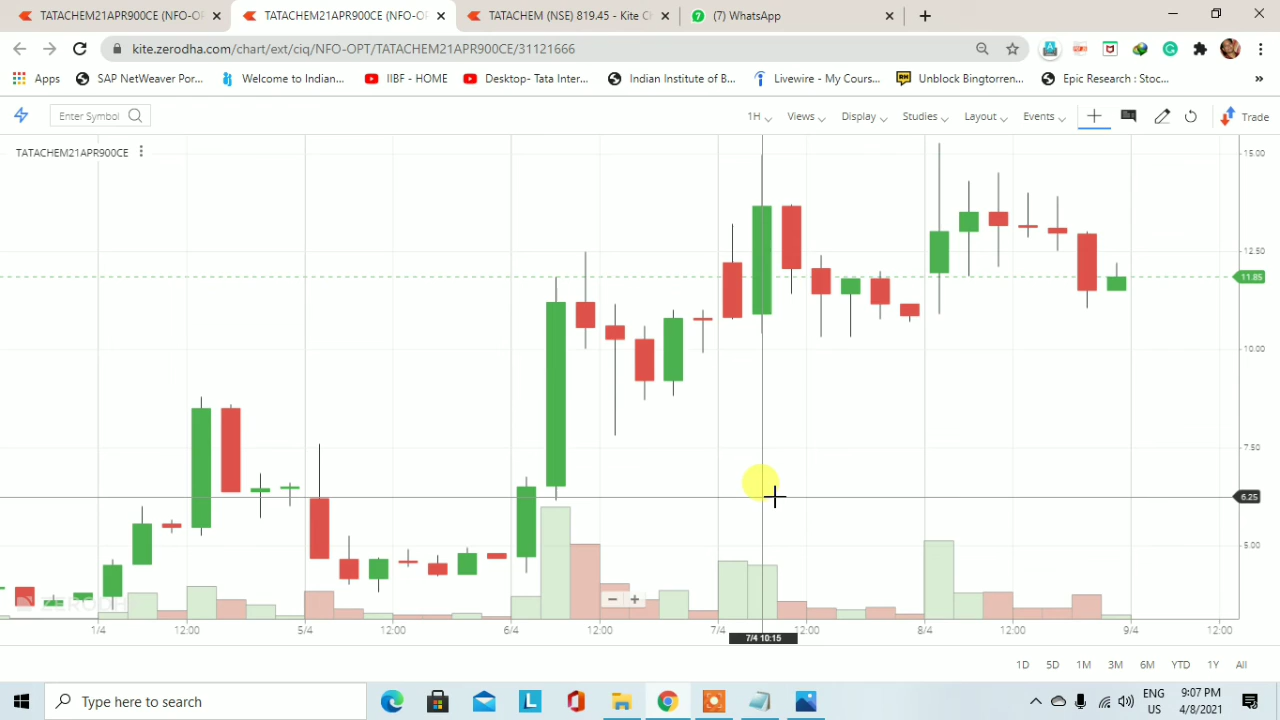 TATACHEM21APR900CE (NFO-O
TATACHEM21APR900CE (NFO-O
TATACHEM (NSE) 819.45 - Kite C
(7) WhatsApp
kite.zerodha.com/chart/ext/ciq/NFO-OPT/TATACHEM21APR900CE/31121666
Apps
SAP NetWeaver Por...
Welcome to Indian...
IIBF - HOME
Desktop- Tata Inter...
Indian Institute of B...
Livewire - My Cours...
Unblock Bingtorren...
Epic Research : Stoc...
»
Enter Symbol
1H
Views
Display
Studies
Layout
Events
Trade
TATACHEM21APR900CE
15.00
12.50
11.85
10.00
7.50
6.25
5.00
ZERODH
1/4
12:00
5/4
12:00
6/4
12:00
7/4
7/4 10:15
12:00
8/4
12:00
9/4
12:00
1D
5D
1M
3M
6M
YTD
1Y
All
Type here to search
ENG
US
9:07 PM
4/8/2021